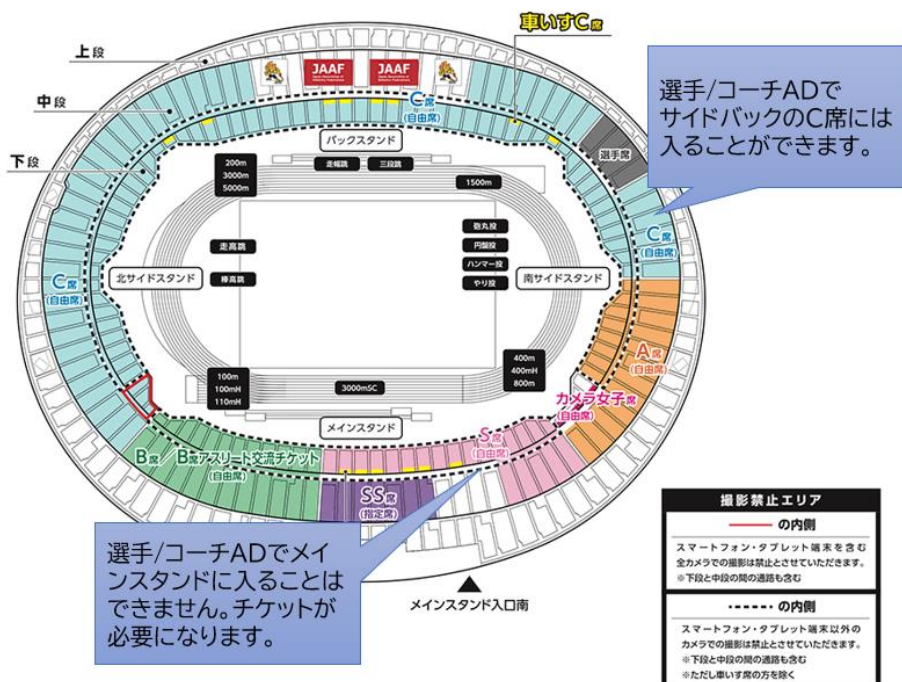 車いすC席
上段
JAAF
JAAF
中段
C席
(自由席)
選手/コーチADで
サイドバックのC席には
入ることができます。
下段
バックスタンド
選手席
200m
3000m
5000m
走幅跳
三段跳
1500m
走高跳
棒高跳
砲丸投
円盤投
ハンマー投
やり投
北サイドスタンド
南サイドスタンド
C席
(自由席)
C席
(自由席)
A席
(自由席)
100m
100mH
110mH
3000mSC
400m
400mH
800m
カメラ女子席
(自由席)
メインスタンド
S席
(自由席)
B席/B席アスリート交流チケット
(自由席)
SS席
(指定席)
選手/コーチADでメイ
ンスタンドに入ることは
できません。チケットが
必要になります。
メインスタンド入口南
撮影禁止エリア
の内側
スマートフォン・タブレット端末を含む
全カメラでの撮影は禁止とさせていただきます。
※下段と中段の間の通路も含む
の内側
スマートフォン・タブレット端末以外の
カメラでの撮影は禁止とさせていただきます。
※下段と中段の間の通路も含む
※ただし車いす席の方を除く